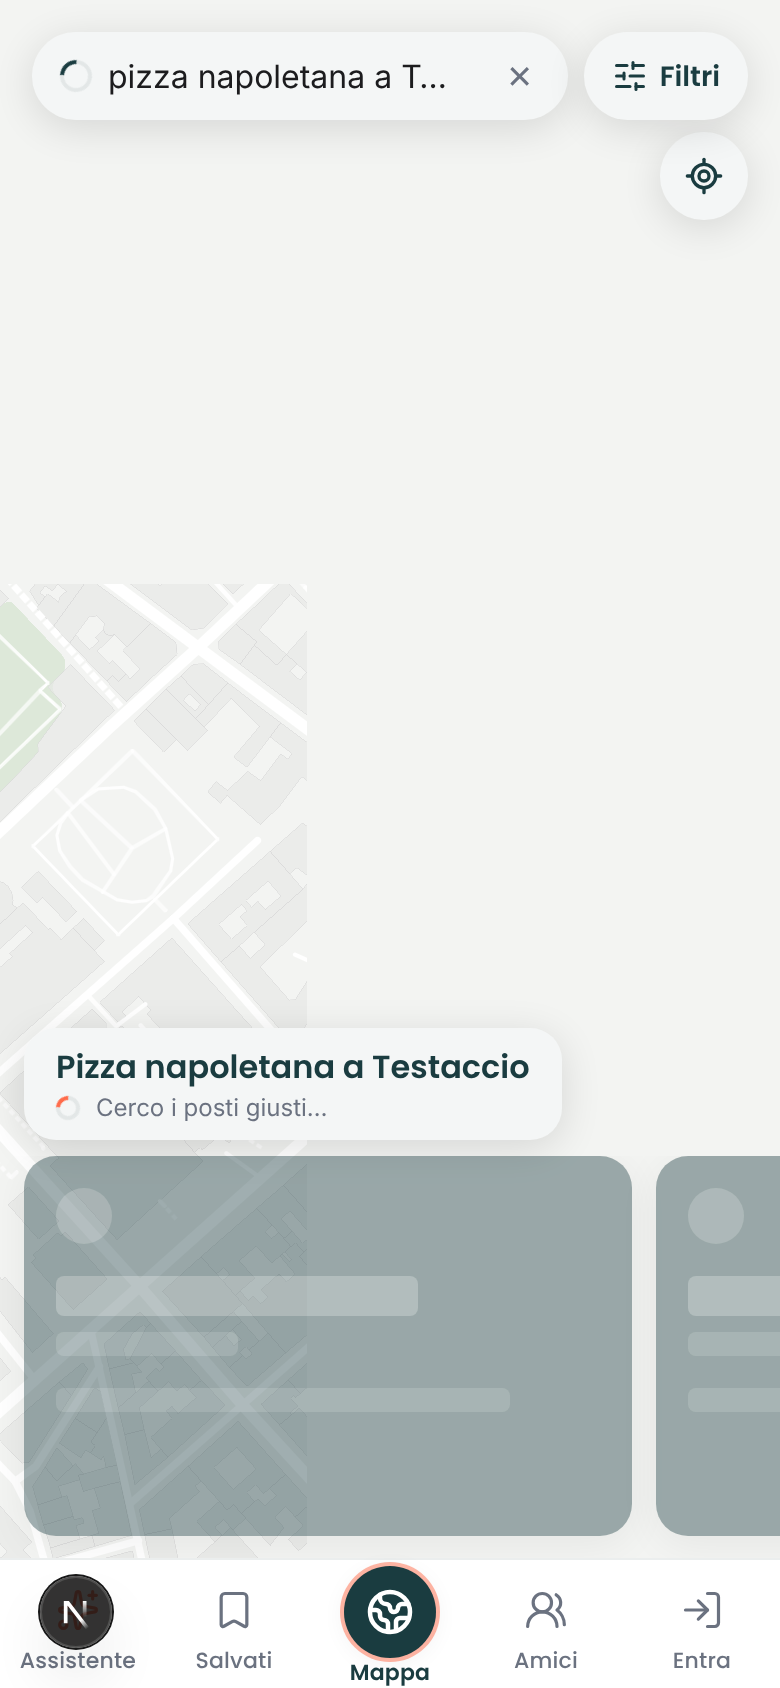 pizza napoletana a T...
Filtri
Pizza napoletana a Testaccio
Cerco i posti giusti...
N
Assistente
Salvati
Mappa
Amici
Entra